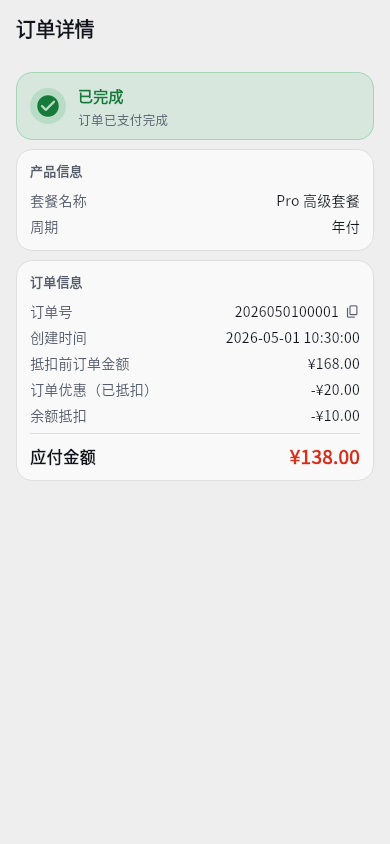 订单详情
已完成
订单已支付完成
产品信息
套餐名称 Pro 高级套餐
周期 年付
订单信息
订单号 2026050100001
创建时间 2026-05-01 10:30:00
抵扣前订单金额 ¥168.00
订单优惠（已抵扣） -¥20.00
余额抵扣 -¥10.00
应付金额 ¥138.00